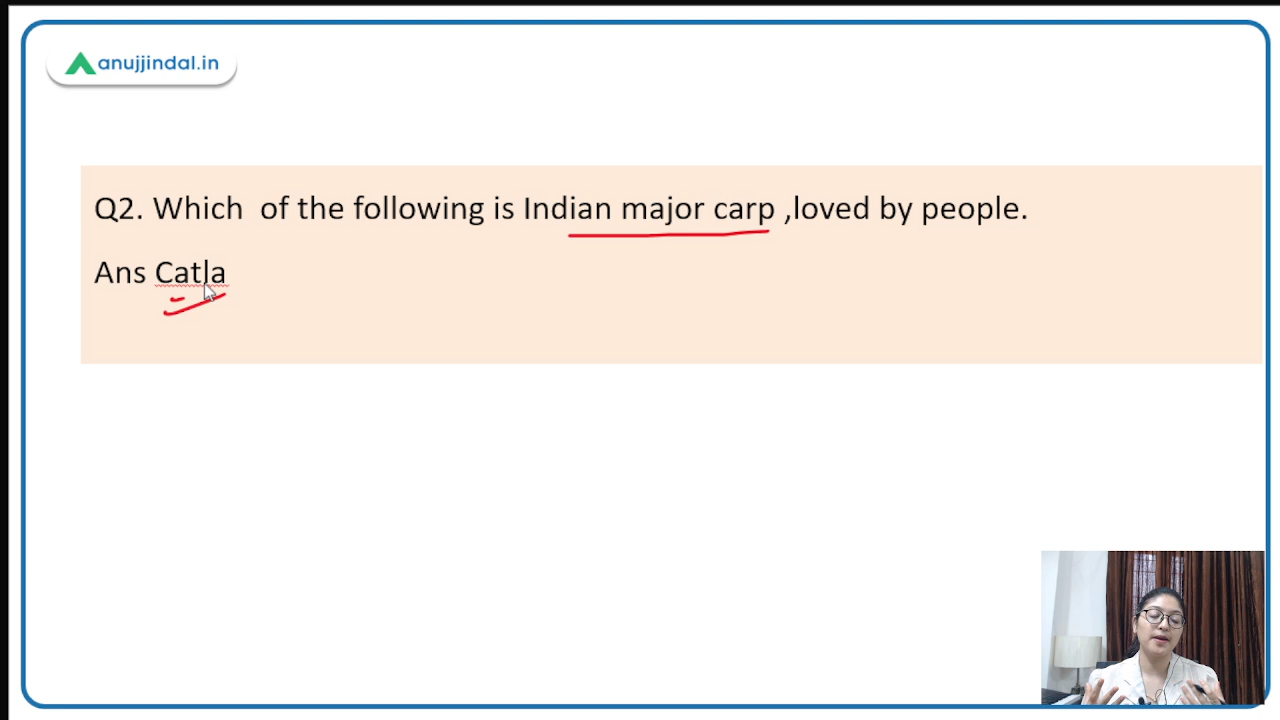 anujjindal.in
Q2. Which of the following is Indian major carp ,loved by people.
Ans Catla